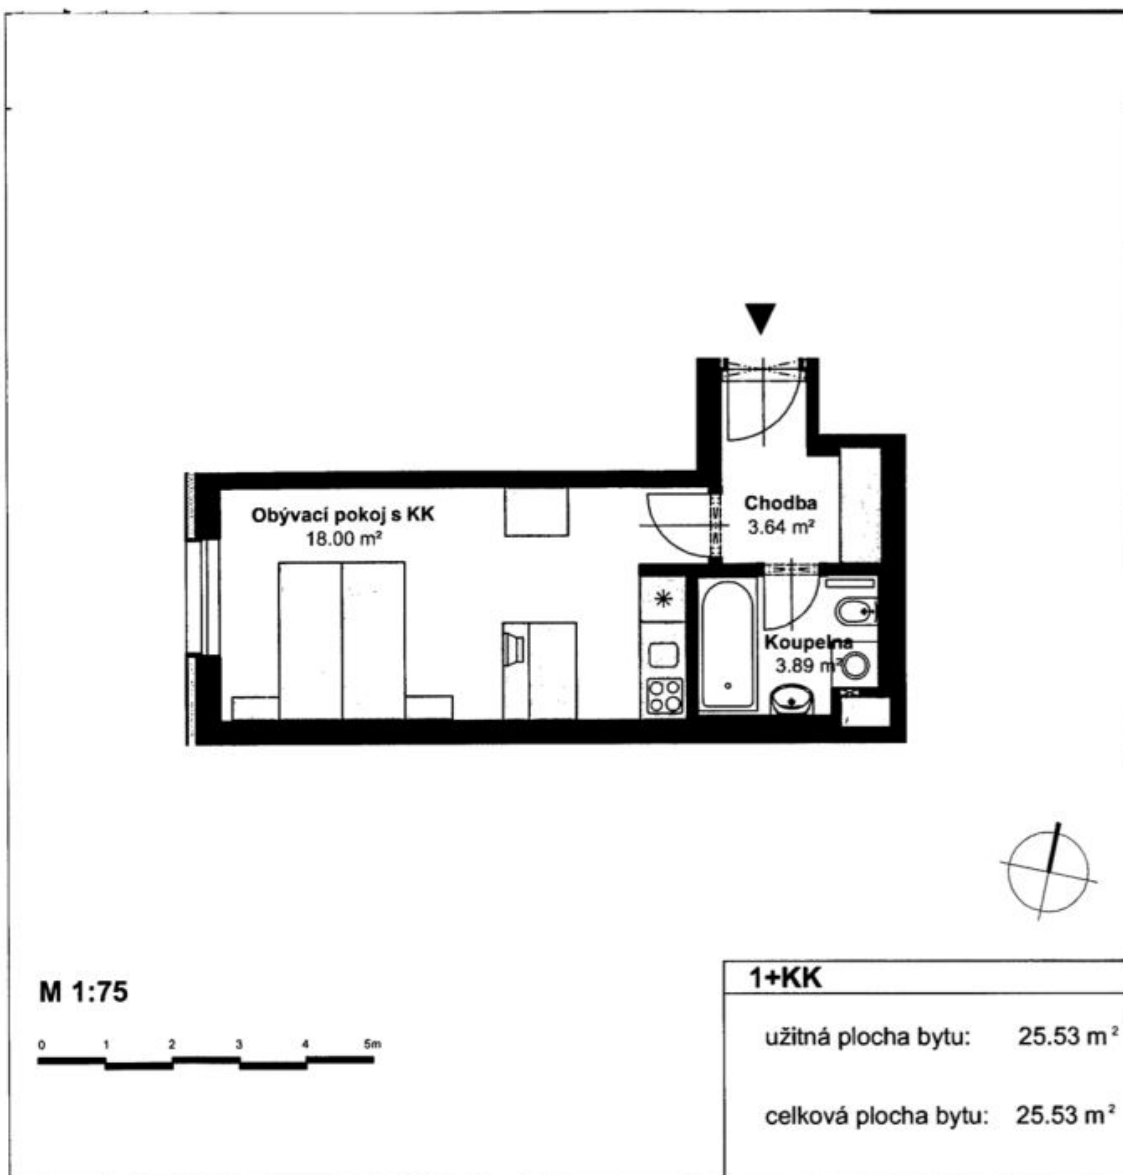 Obývací pokoj s KK
18.00 m²
Chodba
3.64 m²
Koupelna
3.89 m²
M 1:75
0 1 2 3 4 5m
1+KK
užitná plocha bytu: 25.53 m²
celková plocha bytu: 25.53 m²